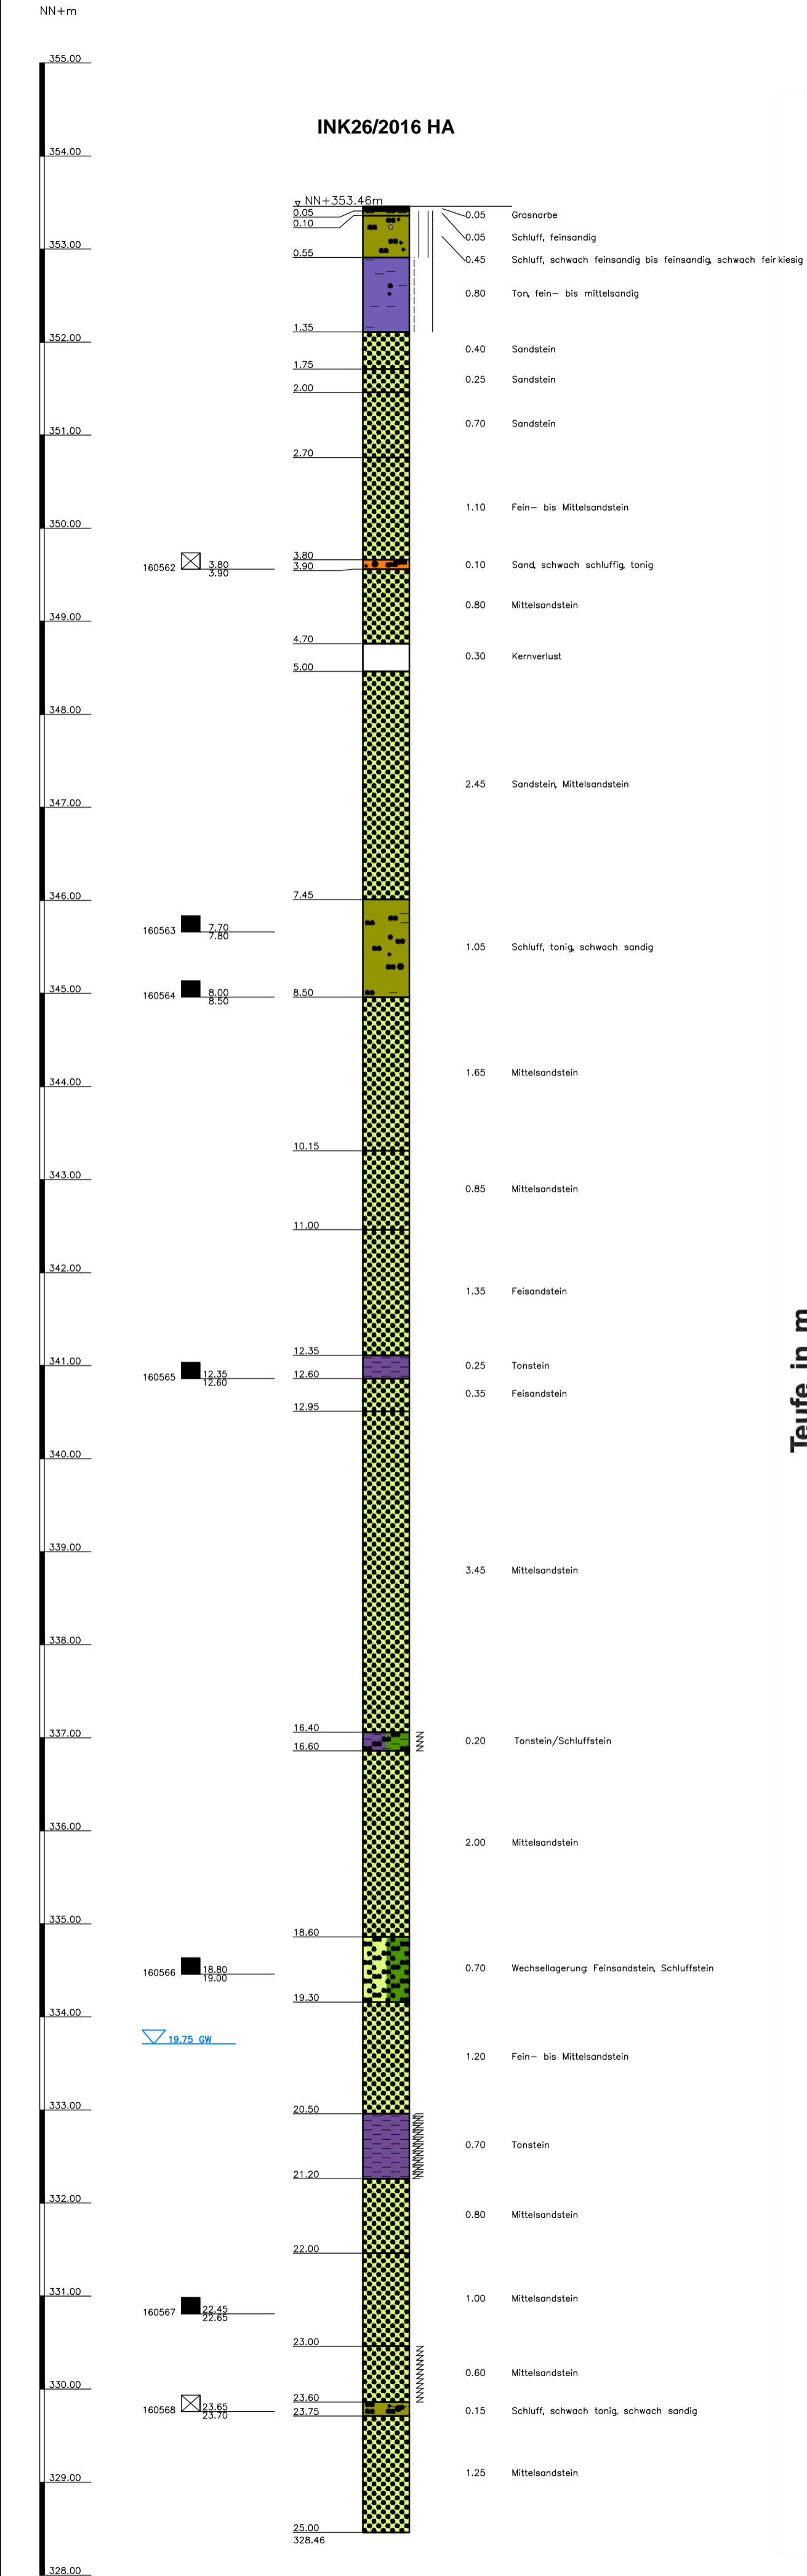 NN+m
355.00
INK26/2016 HA
354.00
NN+353.46m
0.05
0.10
0.05 Grasnarbe
0.05 Schluff, feinsandig
353.00
0.55
0.45 Schluff, schwach feinsandig bis feinsandig, schwach feinkiesig
0.80 Ton, fein- bis mittelsandig
1.35
352.00
0.40 Sandstein
1.75
0.25 Sandstein
2.00
0.70 Sandstein
351.00
2.70
1.10 Fein- bis Mittelsandstein
350.00
3.80
3.90
160562 3.80
3.90
0.10 Sand, schwach schluffig, tonig
0.80 Mittelsandstein
349.00
4.70
0.30 Kernverlust
5.00
348.00
2.45 Sandstein, Mittelsandstein
347.00
346.00
7.45
160563 7.70
7.80
1.05 Schluff, tonig, schwach sandig
345.00
160564 8.00
8.50
8.50
1.65 Mittelsandstein
344.00
10.15
343.00
0.85 Mittelsandstein
11.00
342.00
1.35 Feisandstein
12.35
341.00
160565 12.35
12.60
12.60
0.25 Tonstein
0.35 Feisandstein
12.95
Teufe in m
340.00
339.00
3.45 Mittelsandstein
338.00
16.40
337.00
0.20 Tonstein/Schluffstein
16.60
336.00
2.00 Mittelsandstein
335.00
18.60
160566 18.80
19.00
0.70 Wechsellagerung: Feinsandstein, Schluffstein
19.30
334.00
19.75 GW
1.20 Fein- bis Mittelsandstein
333.00
20.50
0.70 Tonstein
21.20
332.00
0.80 Mittelsandstein
22.00
331.00
1.00 Mittelsandstein
160567 22.45
22.65
23.00
0.60 Mittelsandstein
330.00
23.60
160568 23.65
23.70
23.75
0.15 Schluff, schwach tonig, schwach sandig
1.25 Mittelsandstein
329.00
25.00
328.46
328.00